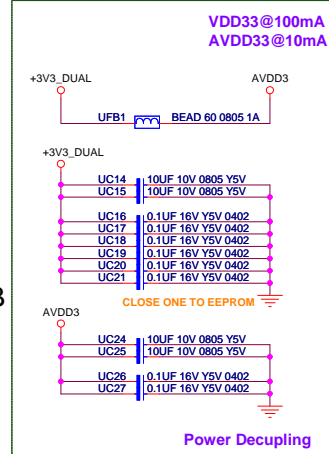 VDD33@100mA
AVDD33@10mA
+3V3_DUAL AVDD3
UFB1 BEAD 60 0805 1A
+3V3_DUAL
UC14 10UF 10V 0805 Y5V
UC15 10UF 10V 0805 Y5V
UC16 0.1UF 16V Y5V 0402
UC17 0.1UF 16V Y5V 0402
UC18 0.1UF 16V Y5V 0402
UC19 0.1UF 16V Y5V 0402
UC20 0.1UF 16V Y5V 0402
UC21 0.1UF 16V Y5V 0402
CLOSE ONE TO EEPROM
AVDD3
UC24 10UF 10V 0805 Y5V
UC25 10UF 10V 0805 Y5V
UC26 0.1UF 16V Y5V 0402
UC27 0.1UF 16V Y5V 0402
Power Decupling